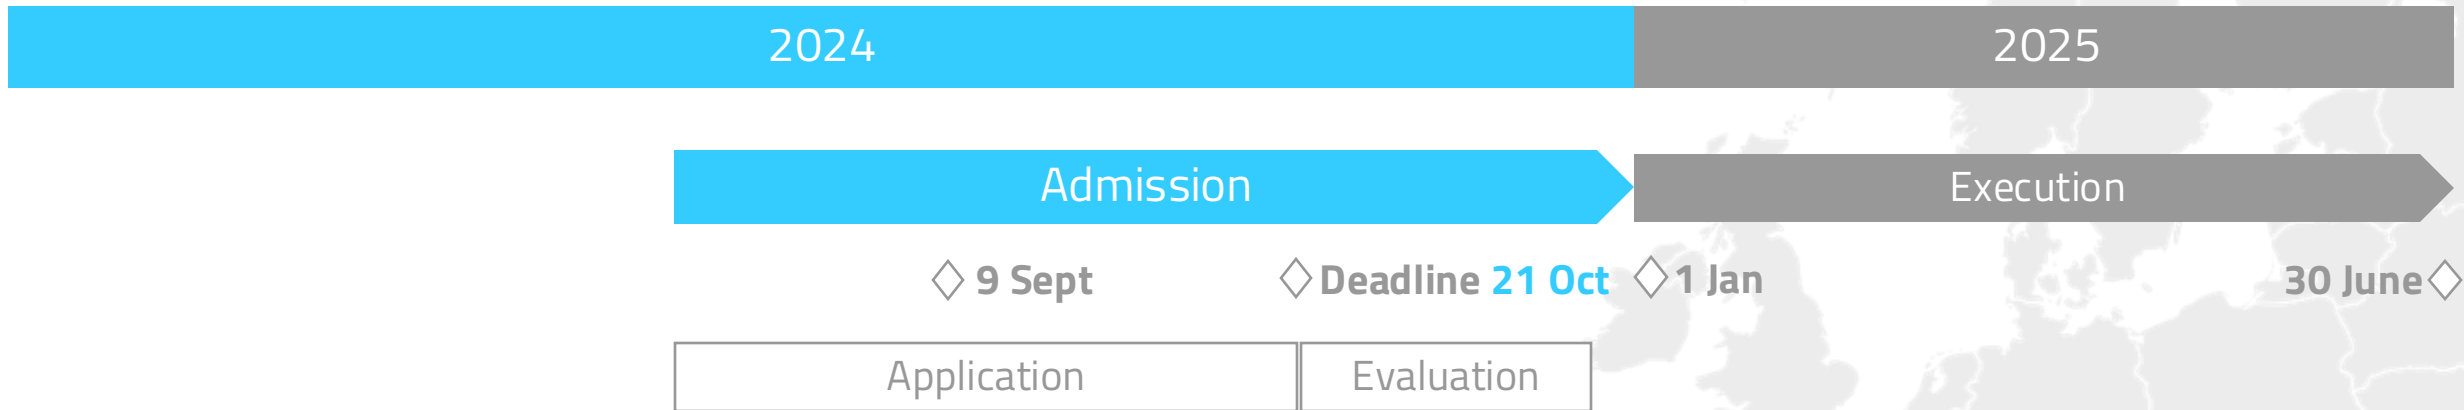 2024 2025
Admission Execution
9 Sept Deadline 21 Oct 1 Jan 30 June
Application Evaluation